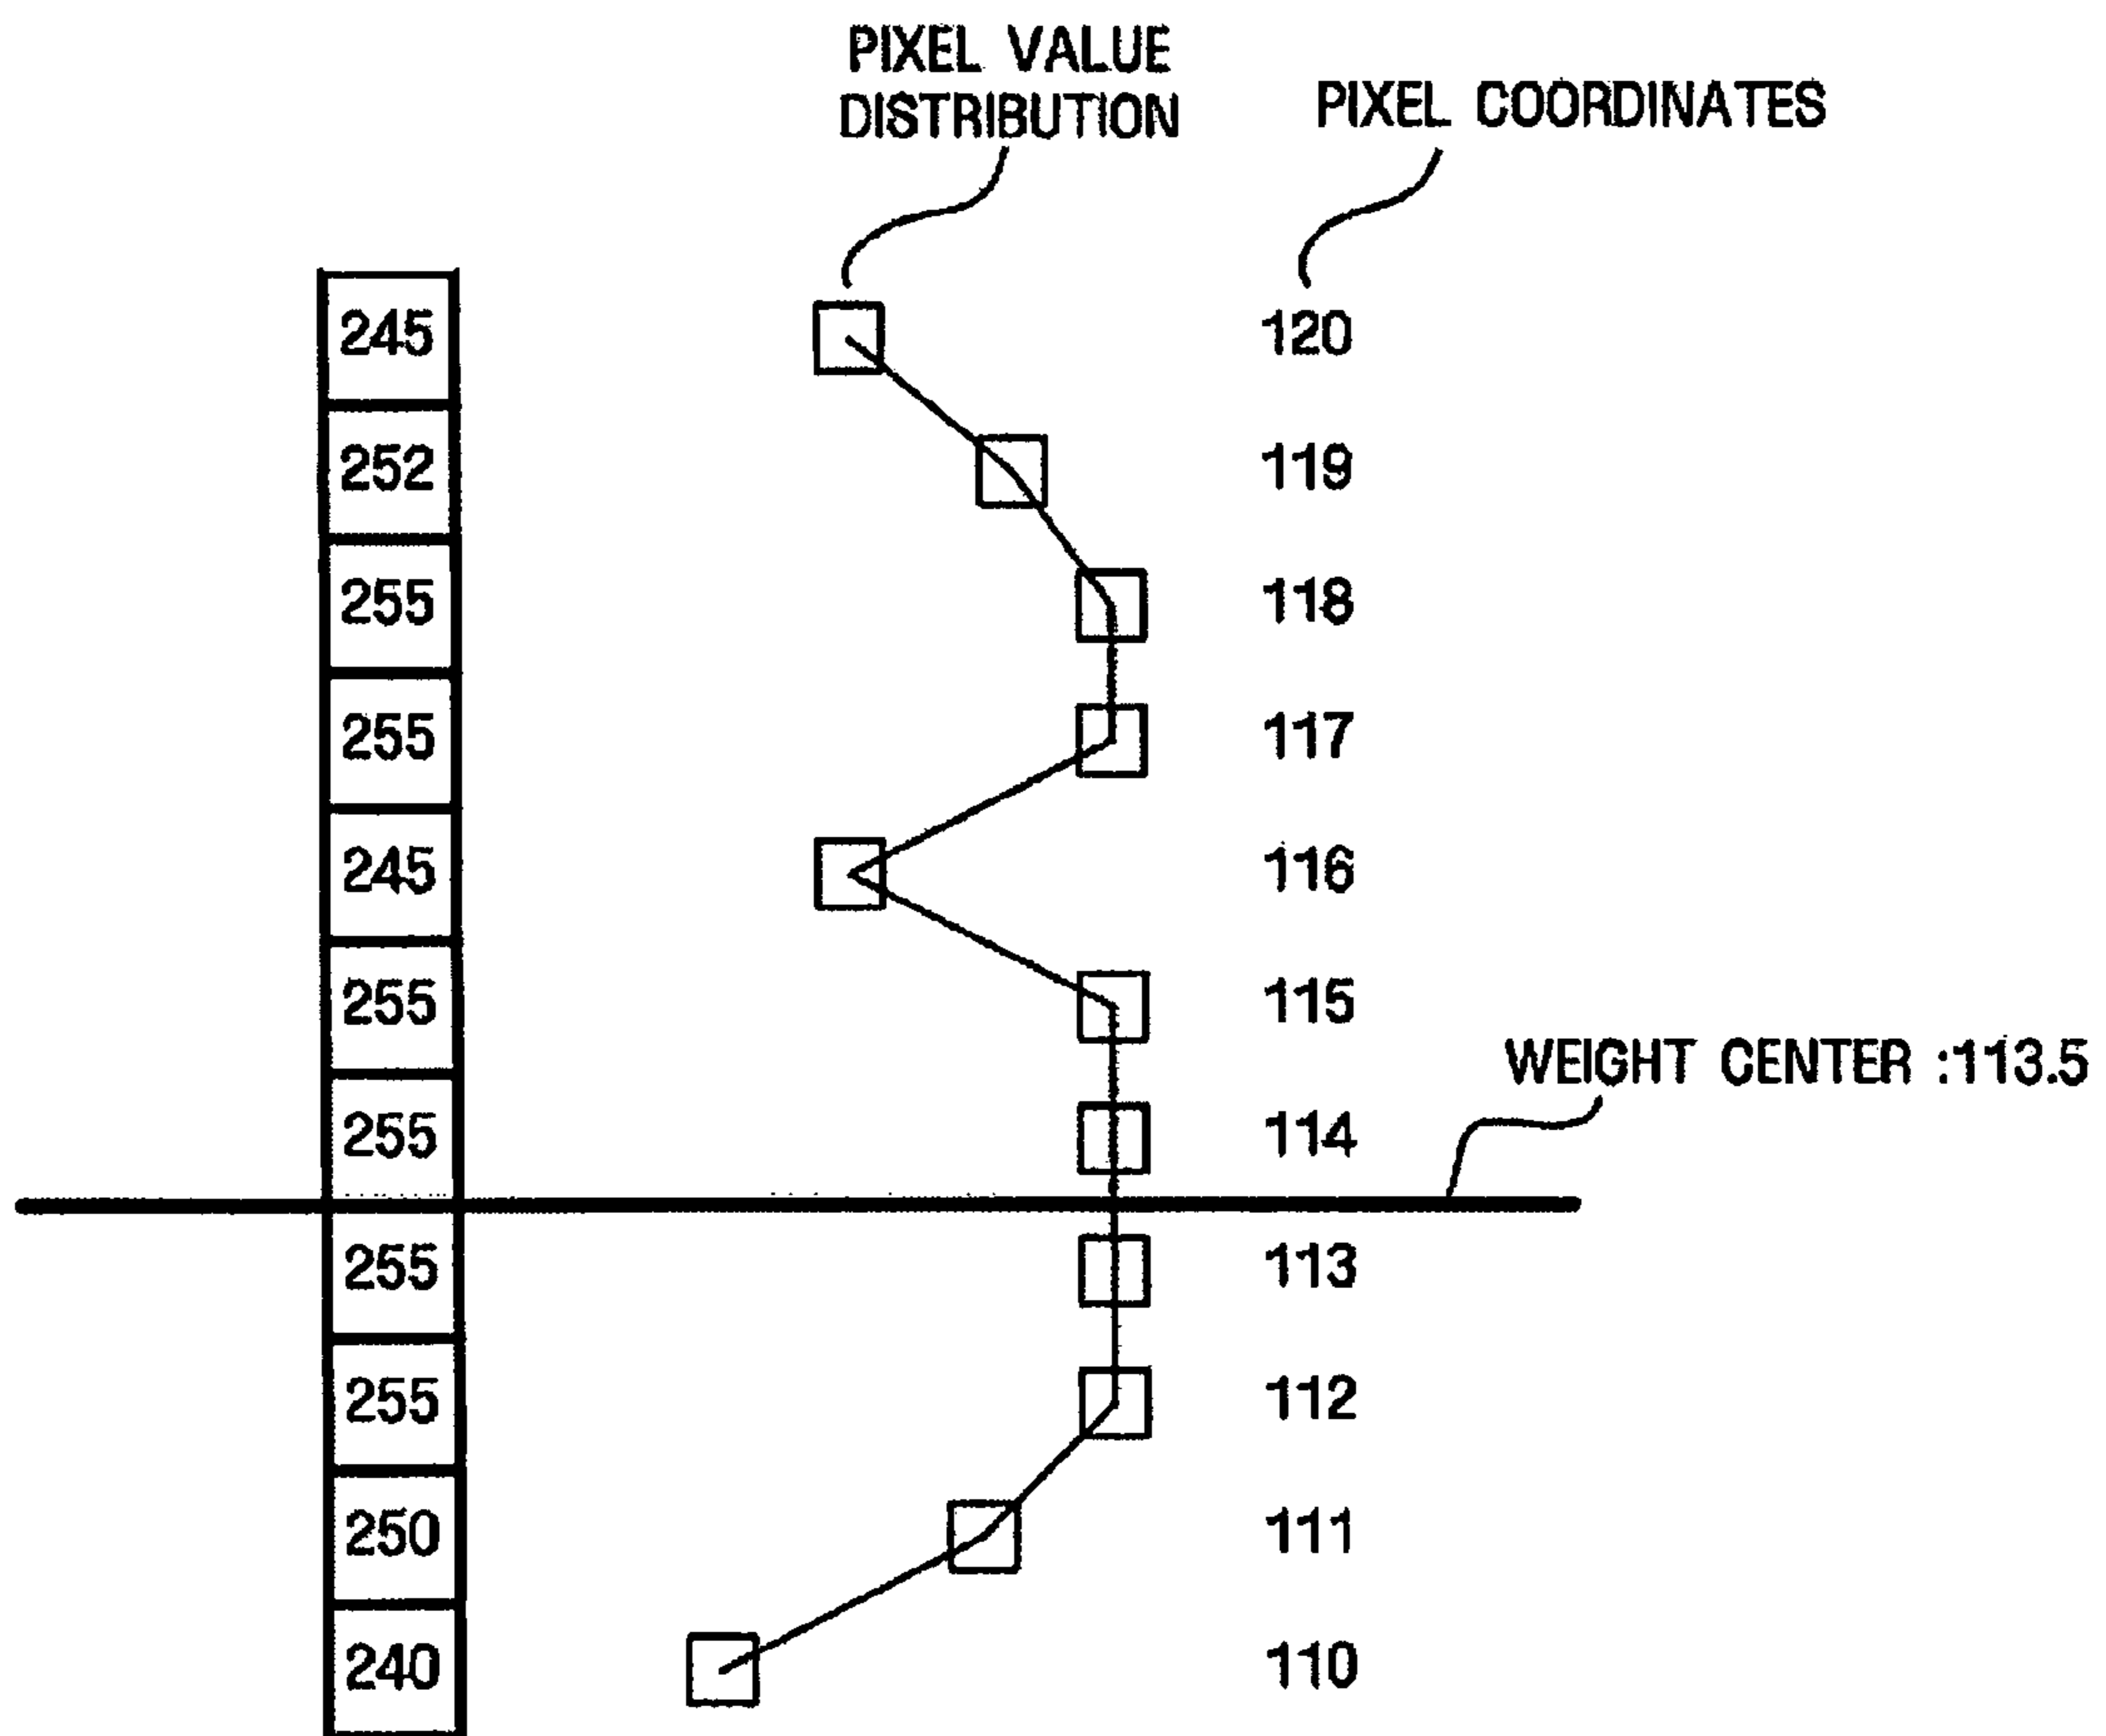 PIXEL VALUE
DISTRIBUTION
PIXEL COORDINATES
245 120
252 119
255 118
255 117
245 116
255 115
WEIGHT CENTER :113.5
255 114
255 113
255 112
250 111
240 110